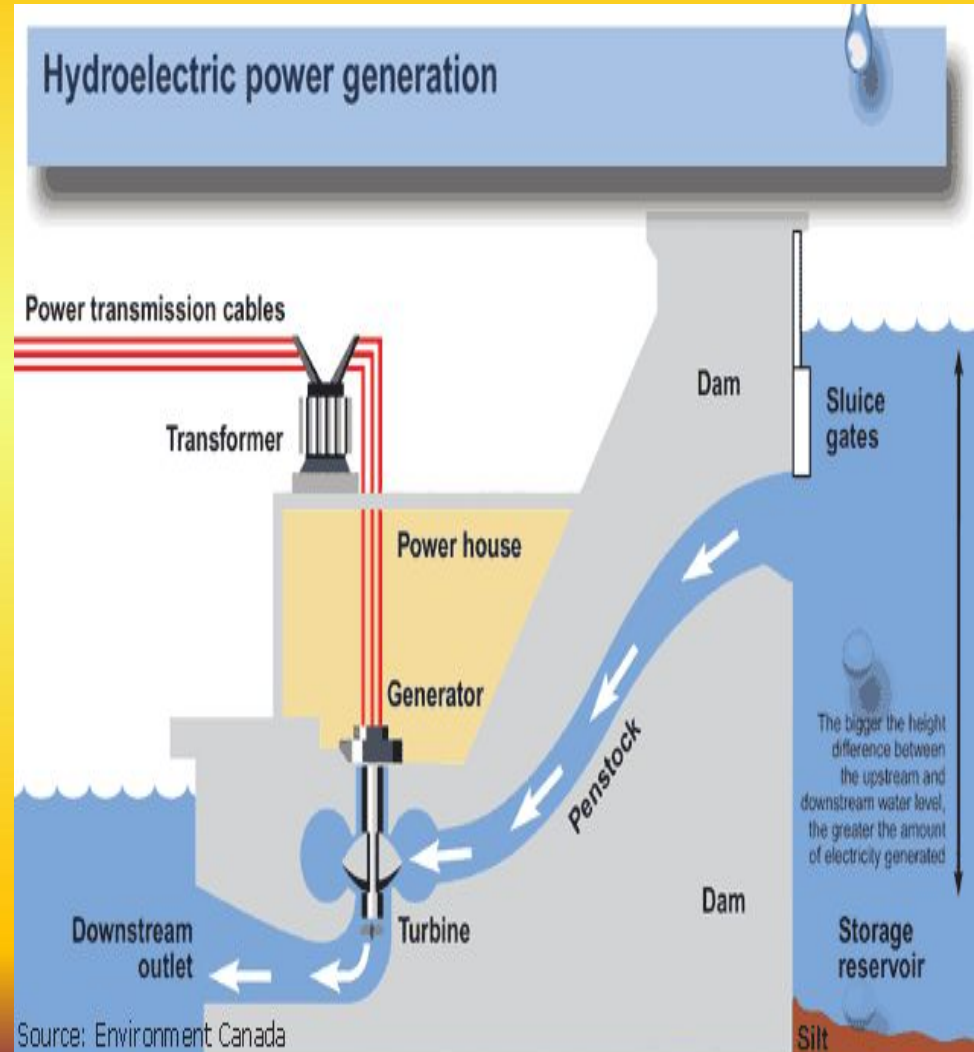 Hydroelectric power generation
Power transmission cables
Transformer
Dam
Sluice
gates
Power house
Generator
Penstock
The bigger the height
difference between
the upstream and
downstream water level,
the greater the amount
of electricity generated
Dam
Turbine
Downstream
outlet
Storage
reservoir
Source: Environment Canada
Silt